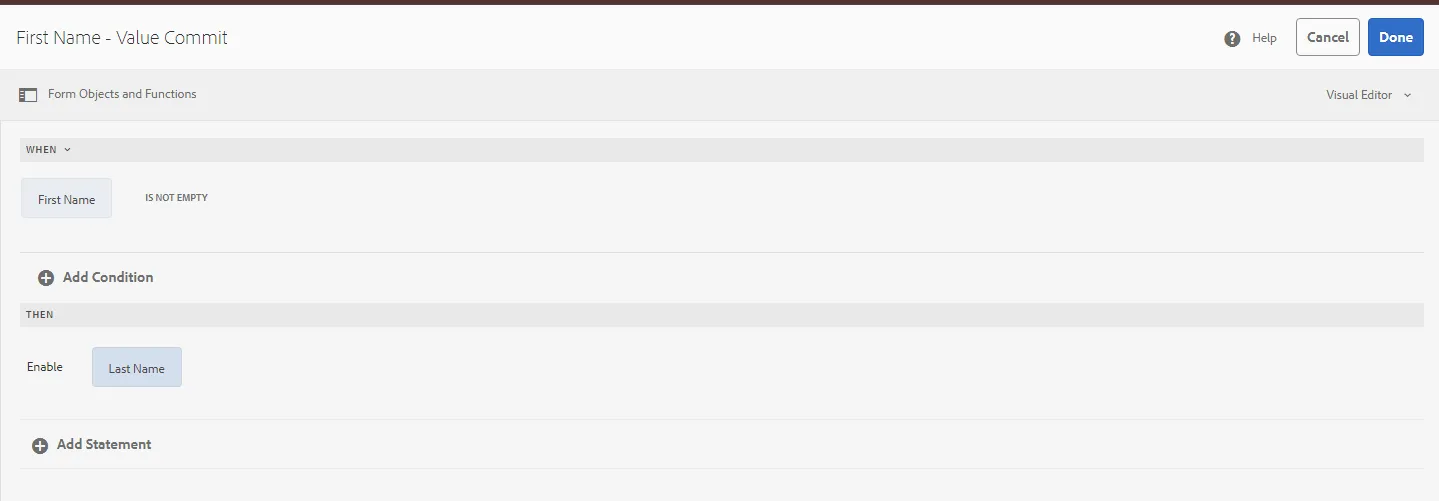 First Name - Value Commit
? Help
Cancel
Done
Form Objects and Functions
Visual Editor
WHEN
First Name
IS NOT EMPTY
Add Condition
THEN
Enable
Last Name
Add Statement